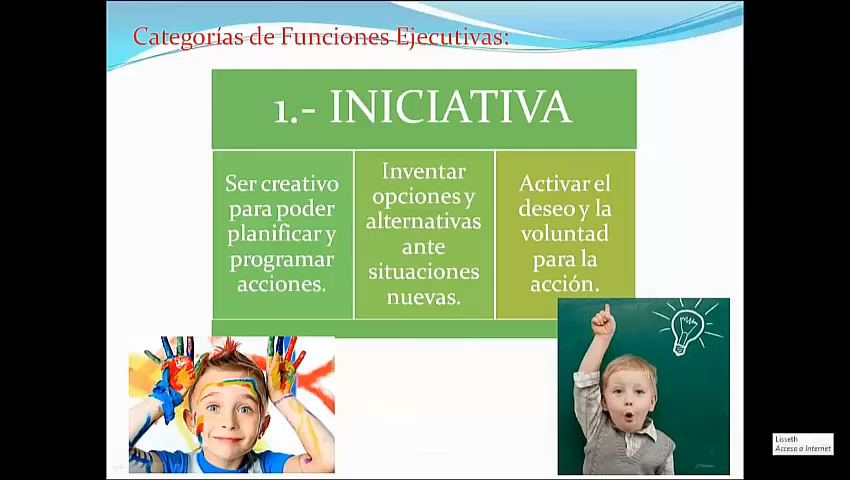 Categorías de Funciones Ejecutivas:
1.- INICIATIVA
Ser creativo
para poder
planificar y
programar
acciones.
Inventar
opciones y
alternativas
ante
situaciones
nuevas.
Activar el
deseo y la
voluntad
para la
acción.
Lisseth
Acceso a Internet